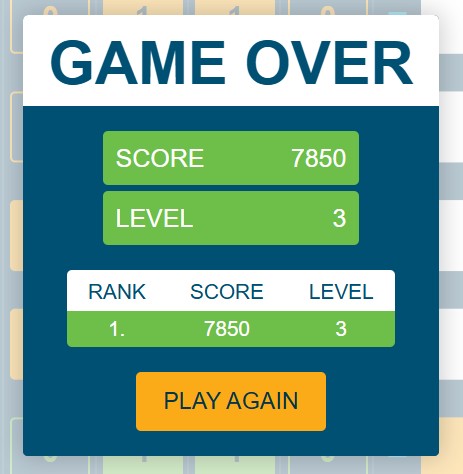 GAME OVER
SCORE 7850
LEVEL 3
RANK SCORE LEVEL
1. 7850 3
PLAY AGAIN